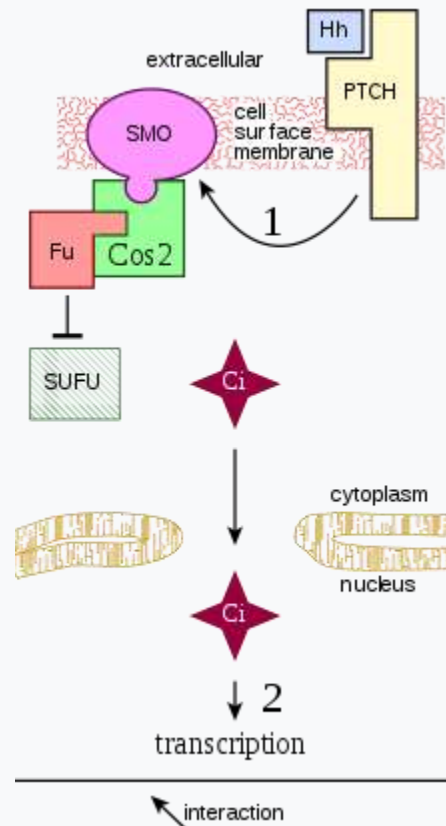 Hh
extracellular
PTCH
SMO
cell
surface
membrane
1
Fu
Cos2
SUFU
Ci
cytoplasm
nucleus
Ci
2
transcription
interaction